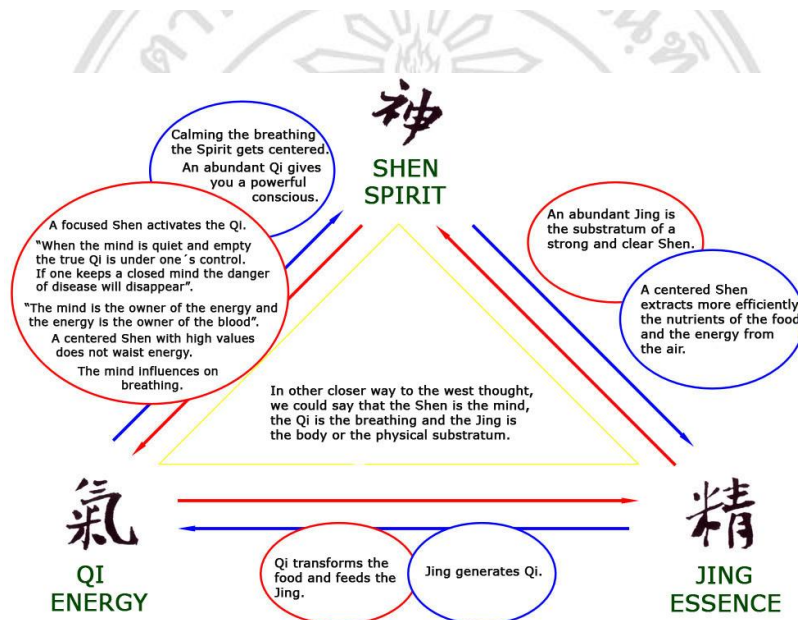 神
SHEN
SPIRIT
Calming the breathing
the Spirit gets centered.
An abundant Qi gives
you a powerful
conscious.
A focused Shen activates the Qi.
"When the mind is quiet and empty
the true Qi is under one´s control.
If one keeps a closed mind the danger
of disease will disappear".
"The mind is the owner of the energy and
the energy is the owner of the blood".
A centered Shen with high values
does not waist energy.
The mind influences on
breathing.
An abundant Jing is
the substratum of a
strong and clear Shen.
A centered Shen
extracts more efficiently
the nutrients of the food
and the energy from
the air.
In other closer way to the west thought,
we could say that the Shen is the mind,
the Qi is the breathing and the Jing is
the body or the physical substratum.
氣
QI
ENERGY
Qi transforms the
food and feeds the
Jing.
Jing generates Qi.
精
JING
ESSENCE